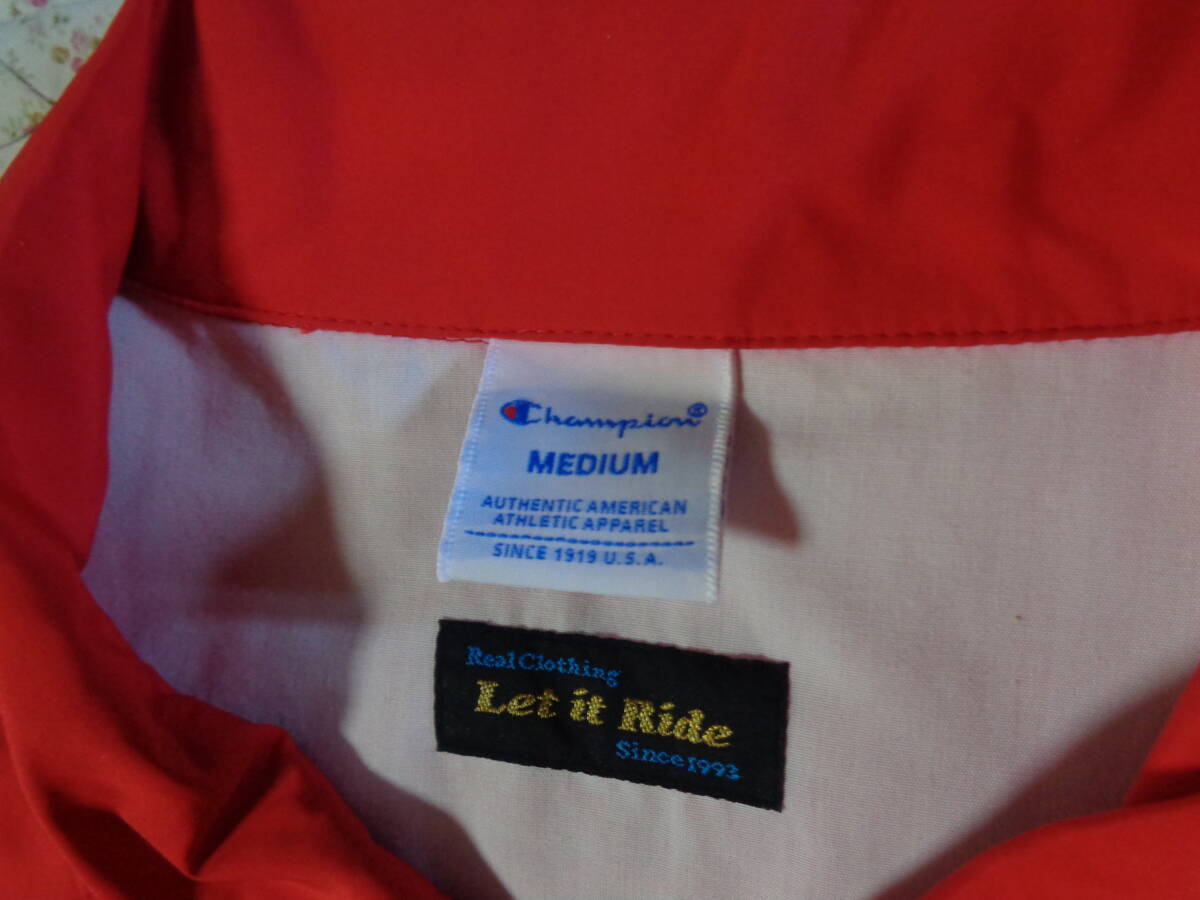 Champion®
MEDIUM
AUTHENTIC AMERICAN
ATHLETIC APPAREL
SINCE 1919 U.S.A.
Real Clothing
Let it Ride
Since 1993